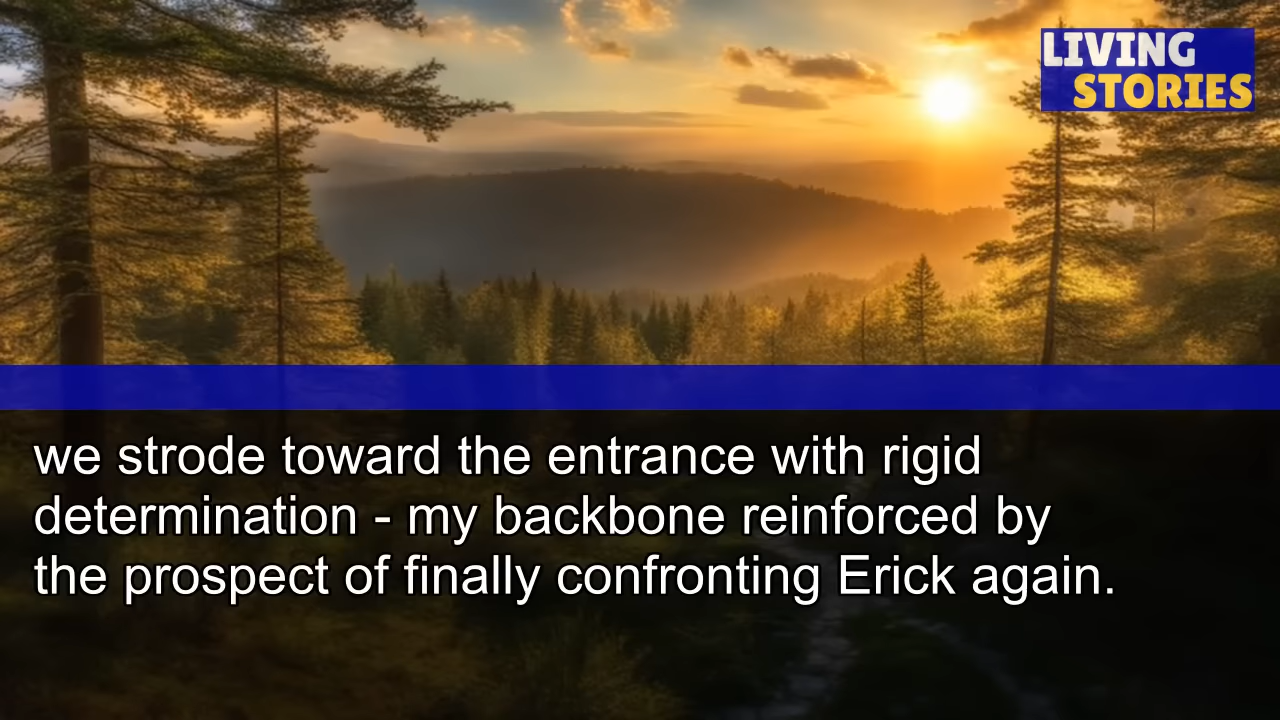 LIVING
STORIES
we strode toward the entrance with rigid
determination - my backbone reinforced by
the prospect of finally confronting Erick again.